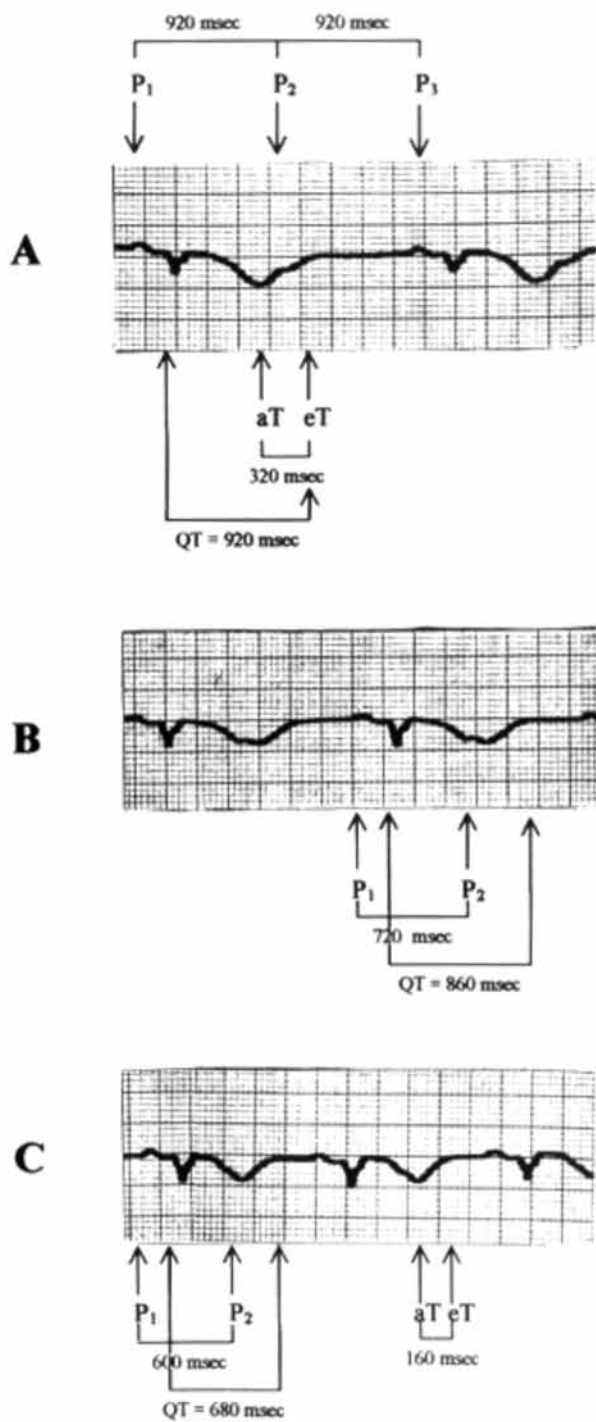 920 msec 920 msec
P₁ P₂ P₃
A
aT eT
320 msec
QT = 920 msec
B
P₁ P₂
720 msec
QT = 860 msec
C
P₁ P₂ aT eT
600 msec 160 msec
QT = 680 msec